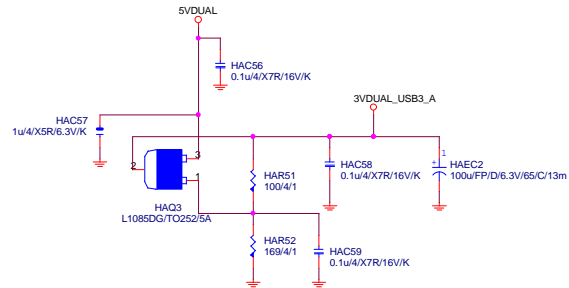 5VDUAL
HAC56
0.1u/4/X7R/16V/K
3VDUAL_USB3_A
HAC57
1u/4/X5R/6.3V/K
3
2
1
HAQ3
L1085DG/TO252/5A
HAR51
100/4/1
HAC58
0.1u/4/X7R/16V/K
1
+
HAEC2
100u/FP/D/6.3V/65/C/13m
HAR52
169/4/1
HAC59
0.1u/4/X7R/16V/K